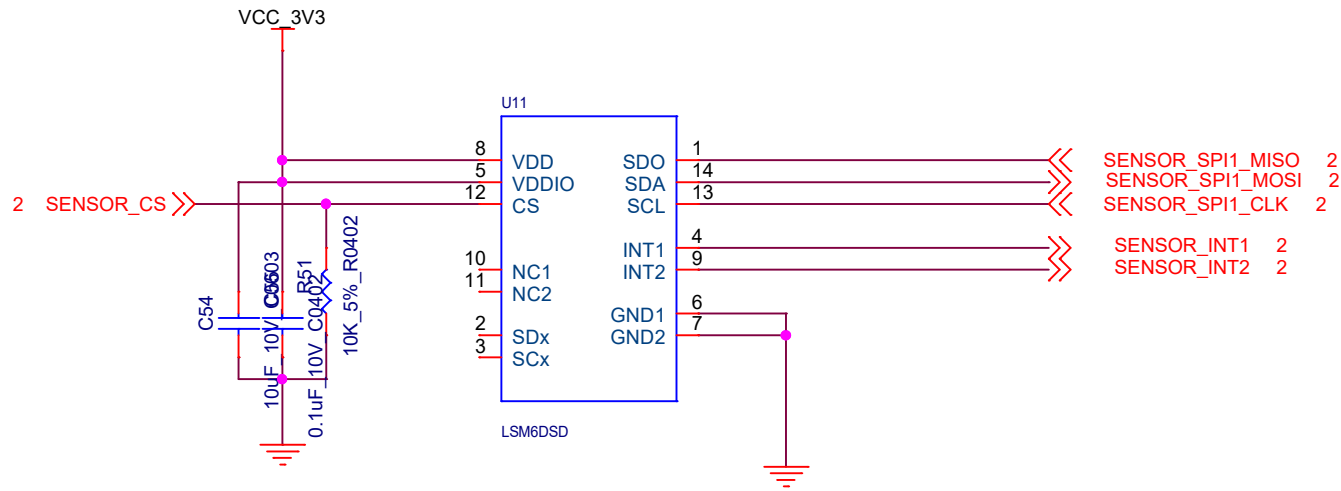 VCC_3V3
U11
8 VDD SDO 1 SENSOR_SPI1_MISO 2
5 VDDIO SDA 14 SENSOR_SPI1_MOSI 2
2 SENSOR_CS 12 CS SCL 13 SENSOR_SPI1_CLK 2
INT1 4 SENSOR_INT1 2
10 NC1 INT2 9 SENSOR_INT2 2
11 NC2
GND1 6
2 SDx GND2 7
3 SCx
C54
10uF_10V
0.1uF_10V_C0402
R51
10K_5%_R0402
LSM6DSD